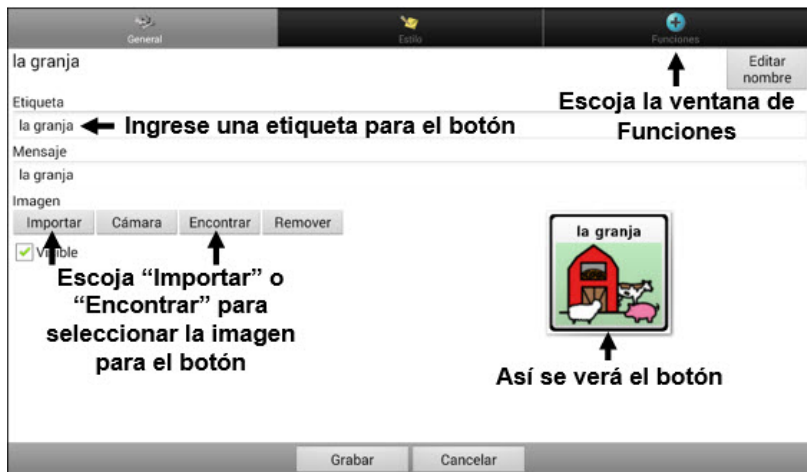 General
Estilo
Funciones
la granja
Editar
nombre
Escoja la ventana de
Funciones
Etiqueta
la granja
Ingrese una etiqueta para el botón
Mensaje
la granja
Imagen
Importar
Cámara
Encontrar
Remover
Visible
Escoja “Importar” o
“Encontrar” para
seleccionar la imagen
para el botón
la granja
Así se verá el botón
Grabar
Cancelar